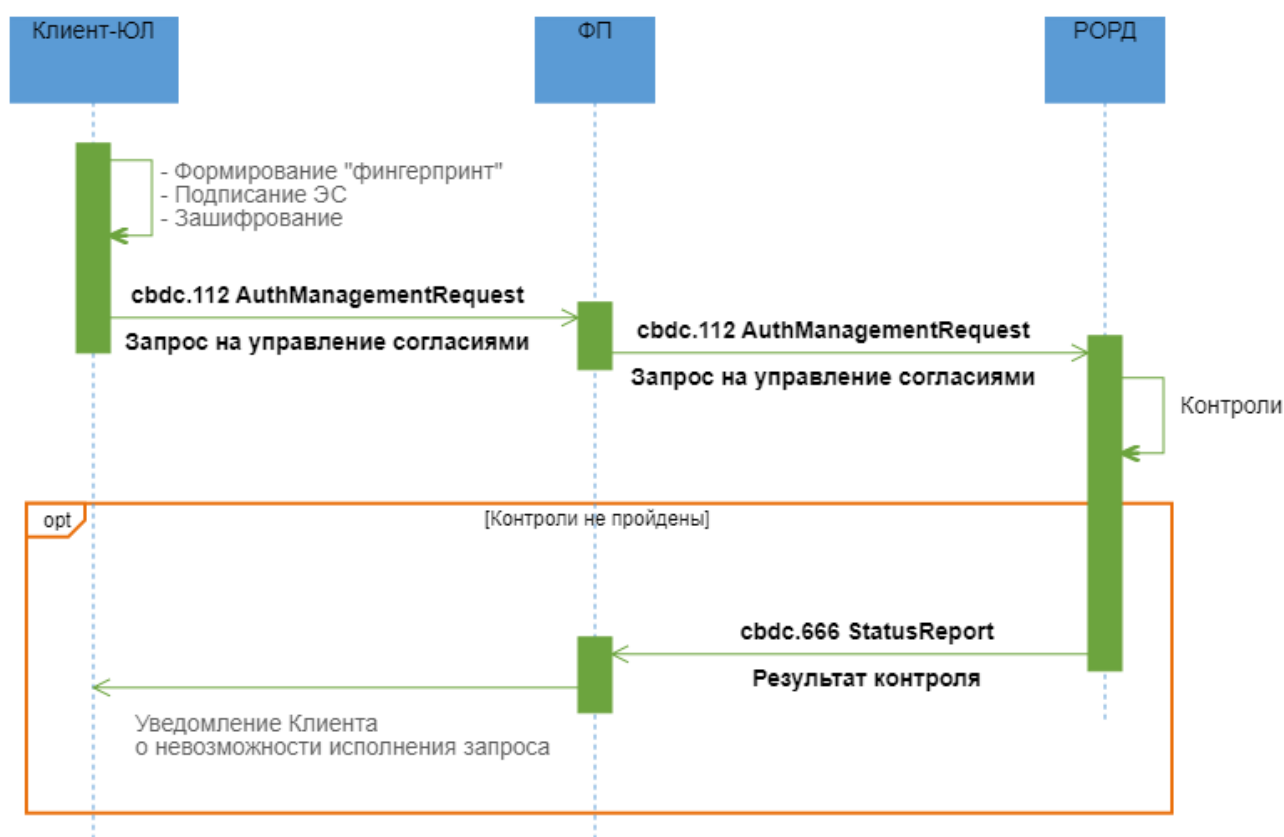 Клиент-ЮЛ
ФП
РОРД
- Формирование "фингерпринт"
- Подписание ЭС
- Зашифрование
cbdc.112 AuthManagementRequest
Запрос на управление согласиями
cbdc.112 AuthManagementRequest
Запрос на управление согласиями
Контроли
opt
[Контроли не пройдены]
cbdc.666 StatusReport
Результат контроля
Уведомление Клиента
о невозможности исполнения запроса